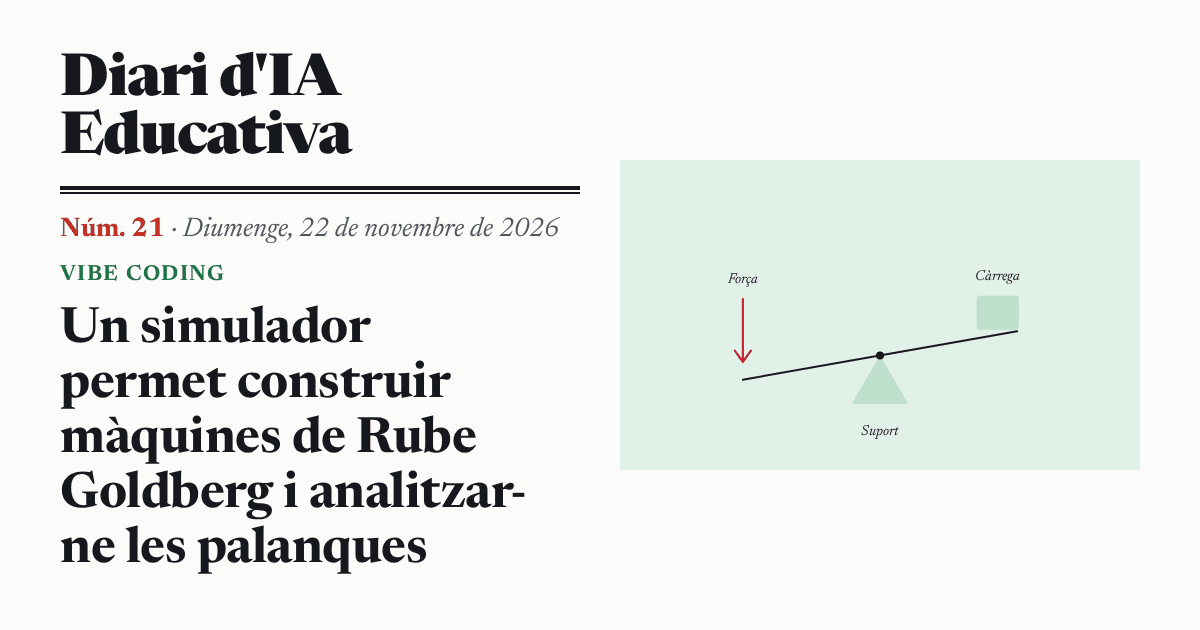 Diari d'IA
Educativa
Núm. 21 · Diumenge, 22 de novembre de 2026
VIBE CODING
Un simulador
permet construir
màquines de Rube
Goldberg i analitzar-
ne les palanques
Força
Càrrega
Suport